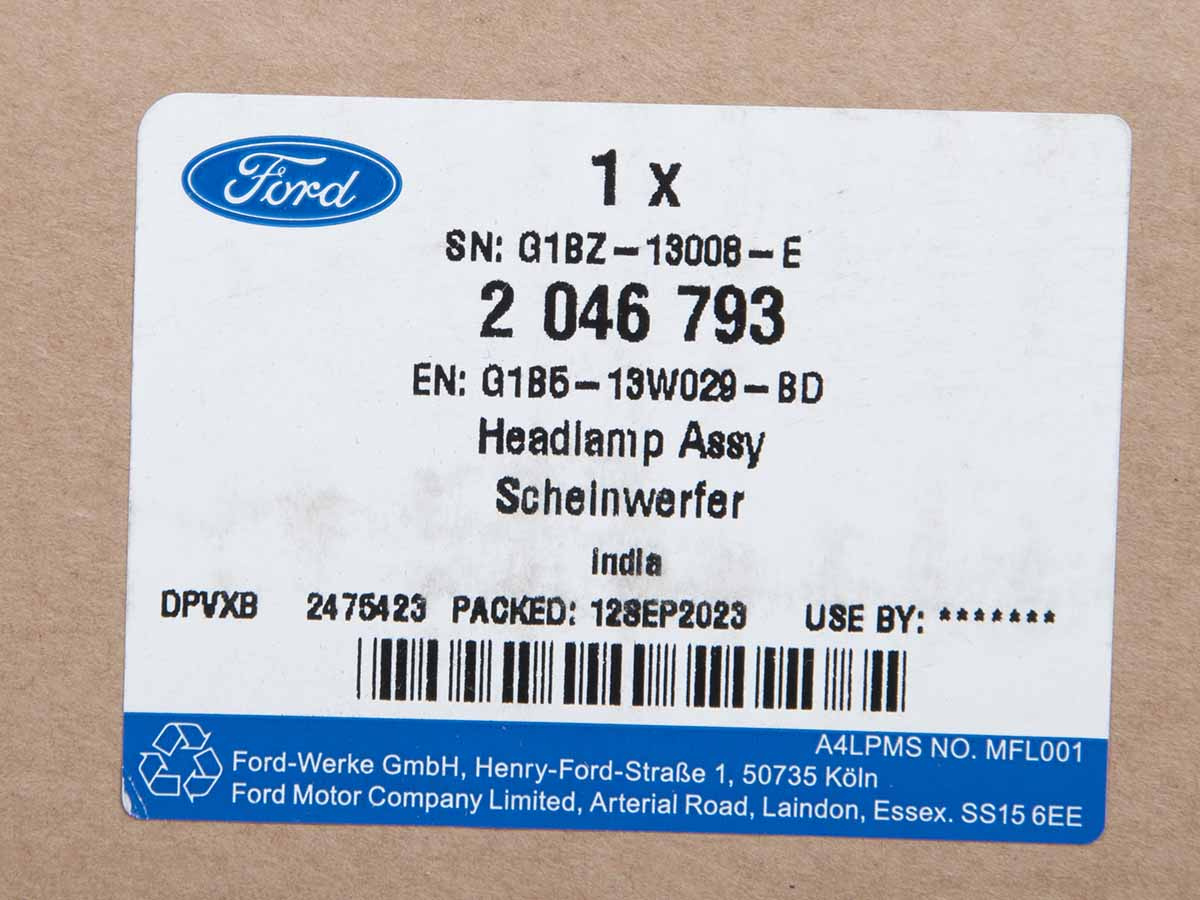 Ford
1 x
SN: G1BZ-13008-E
2 046 793
EN: G1B5-13W029-BD
Headlamp Assy
Scheinwerfer
India
DPVXB 2475423 PACKED: 12SEP2023 USE BY: *******
A4LPMS NO. MFL001
Ford-Werke GmbH, Henry-Ford-Straße 1, 50735 Köln
Ford Motor Company Limited, Arterial Road, Laindon, Essex. SS15 6EE